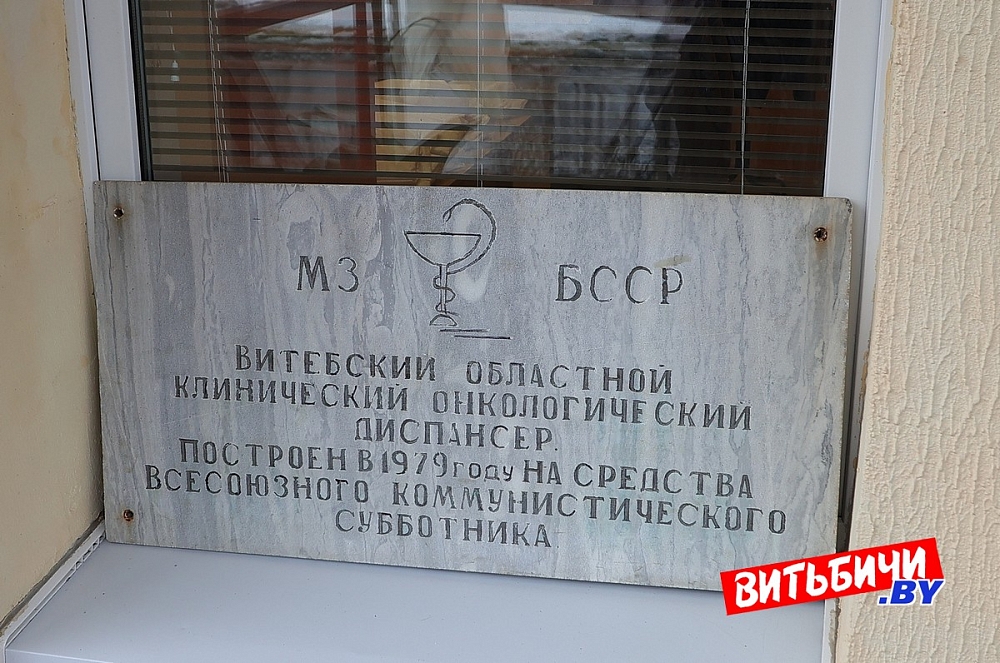 МЗ БССР
ВИТЕБСКИЙ ОБЛАСТНОЙ
КЛИНИЧЕСКИЙ ОНКОЛОГИЧЕСКИЙ
ДИСПАНСЕР.
ПОСТРОЕН В 1979 году НА СРЕДСТВА
ВСЕСОЮЗНОГО КОММУНИСТИЧЕСКОГО
СУББОТНИКА
ВИТЬБИЧИ
.BY